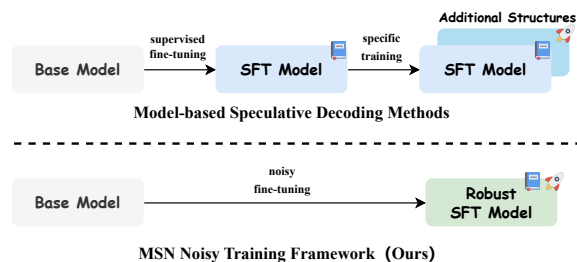 Additional Structures
Base Model
supervised
fine-tuning
SFT Model
specific
training
SFT Model
Model-based Speculative Decoding Methods
Base Model
noisy
fine-tuning
Robust
SFT Model
MSN Noisy Training Framework (Ours)